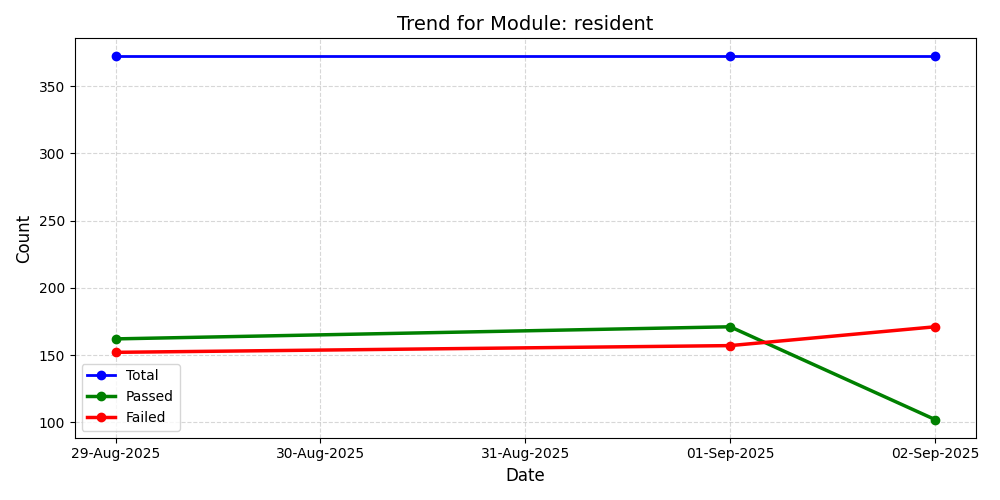 Trend for Module: resident
Count
350
300
250
200
150
100
Total
Passed
Failed
29-Aug-2025
30-Aug-2025
31-Aug-2025
01-Sep-2025
02-Sep-2025
Date